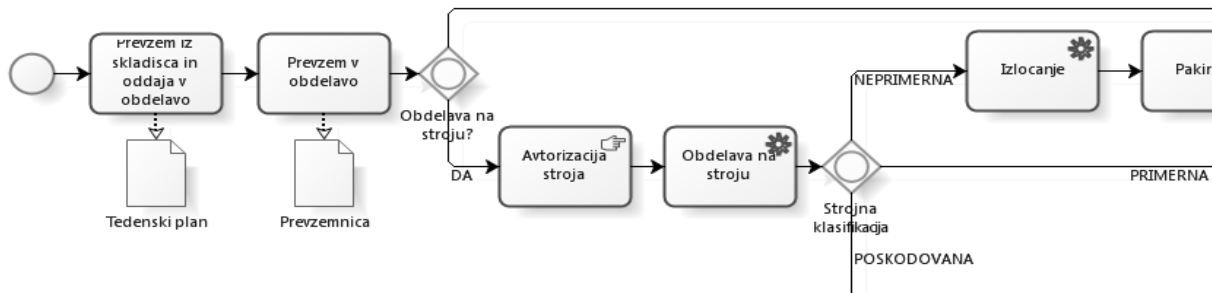 Prevzem iz
skladisca in
oddaja v
obdelavo
Prevzem v
obdelavo
Obdelava na
stroju?
Tedenski plan
Prevzemnica
DA
Avtorizacija
stroja
Obdelava na
stroju
Strojna
klasifikacija
NEPRIMERNA
PRIMERNA
POSKODOVANA
Izlocanje